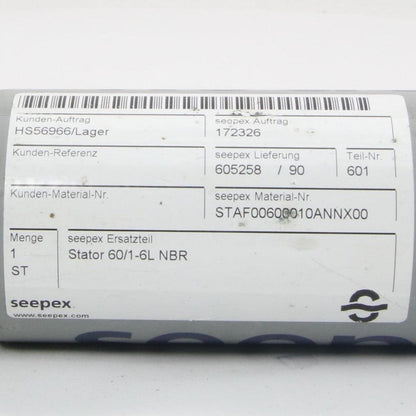 Kunden-Auftrag
HS56966/Lager
seepex Auftrag
172326
Kunden-Referenz
seepex Lieferung
605258 / 90
Teil-Nr.
601
Kunden-Material-Nr.
seepex Material-Nr.
STAF00600010ANNX00
Menge
1
ST
seepex Ersatzteil
Stator 60/1-6L NBR
seepex.
www.seepex.com
seep